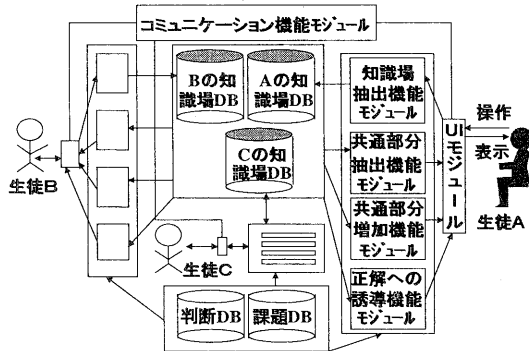 コミュニケーション機能モジュール
Bの知
識場DB
Aの知
識場DB
Cの知
識場DB
知識場
抽出機能
モジュール
共通部分
抽出機能
モジュール
共通部分
増加機能
モジュール
正解への
誘導機能
モジュール
UIモジュール
操作
表示
生徒A
生徒B
生徒C
判断DB
課題DB